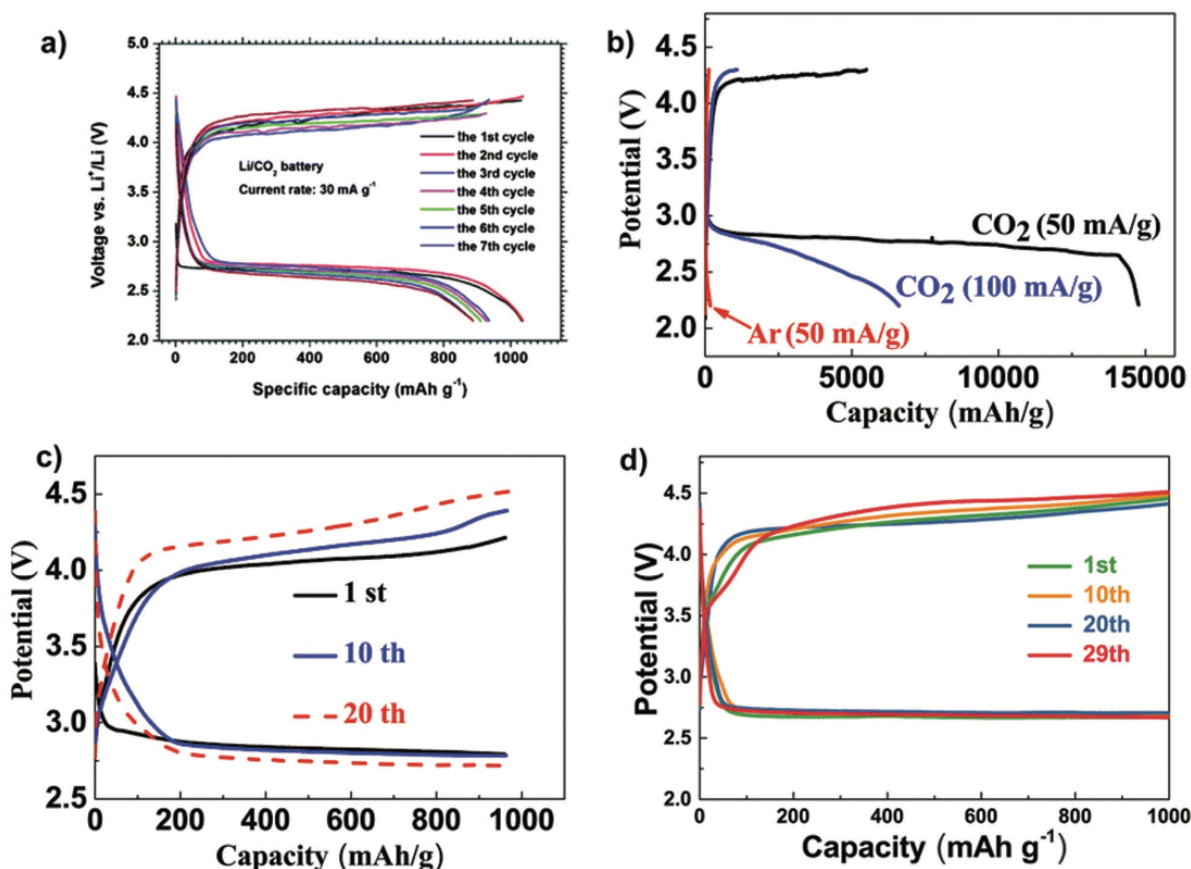 a)
5.0
4.5
4.0
3.5
3.0
2.5
2.0
Voltage vs. Li⁺/Li (V)
Li/CO₂ battery
Current rate: 30 mA g⁻¹
the 1st cycle
the 2nd cycle
the 3rd cycle
the 4th cycle
the 5th cycle
the 6th cycle
the 7th cycle
0 200 400 600 800 1000
Specific capacity (mAh g⁻¹)
b)
4.5
4.0
3.5
3.0
2.5
2.0
Potential (V)
CO₂ (50 mA/g)
CO₂ (100 mA/g)
Ar (50 mA/g)
0 5000 10000 15000
Capacity (mAh/g)
c)
4.5
4.0
3.5
3.0
2.5
Potential (V)
1 st
10 th
20 th
0 200 400 600 800 1000
Capacity (mAh/g)
d)
4.5
4.0
3.5
3.0
2.5
2.0
Potential (V)
1st
10th
20th
29th
0 200 400 600 800 1000
Capacity (mAh g⁻¹)